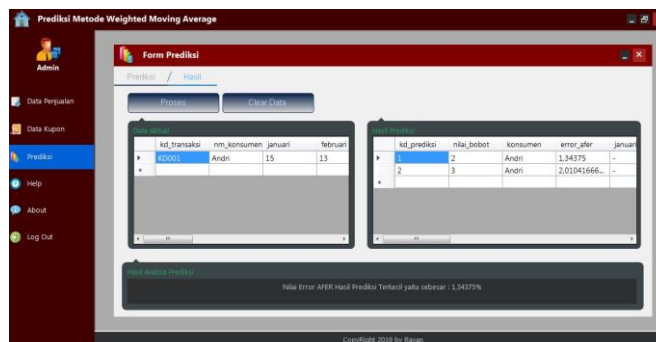 Prediksi Metode Weighted Moving Average
Admin
Data Penjualan
Data Kupon
Prediksi
Help
About
Log Out
Form Prediksi
Prediksi / Hasil
Proses Clear Data
Data Aktual
kd_transaksi nm_konsumen januari februari
KD001 Andri 15 13
Hasil Prediksi
kd_prediksi nilai_bobot konsumen error_afer januari
1 2 Andri 1,34375 -
2 3 Andri 2,01041666... -
Hasil Analisa Prediksi
Nilai Error AFER Hasil Prediksi Terkecil yaitu sebesar : 1,34375%
CopyRight 2016 by Rayan